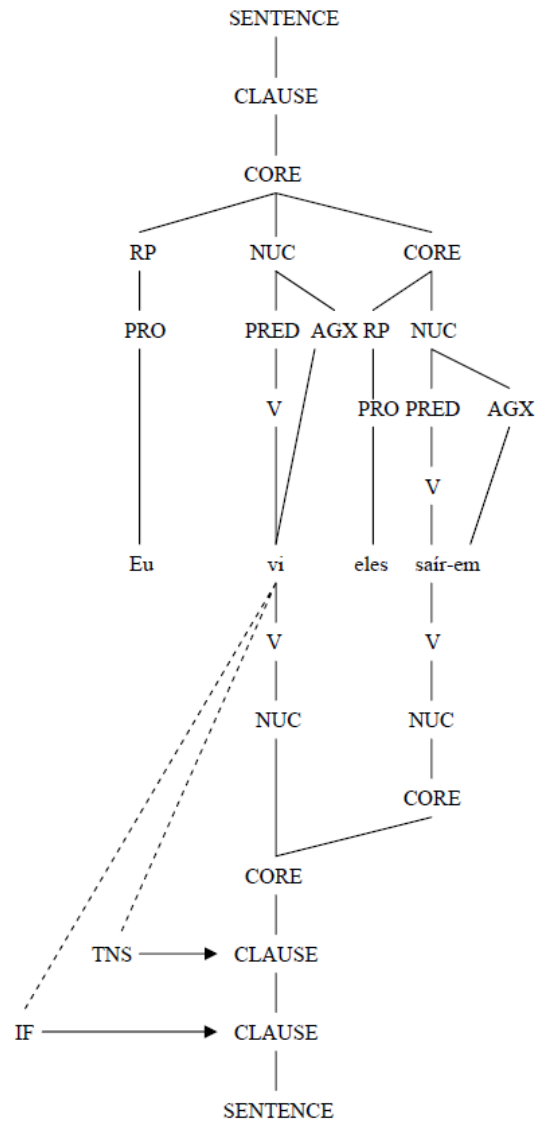 SENTENCE
CLAUSE
CORE
RP NUC CORE
PRO PRED AGX RP NUC
V PRO PRED AGX
V
Eu vi eles saír-em
V V
NUC NUC
CORE
CORE
TNS CLAUSE
IF CLAUSE
SENTENCE